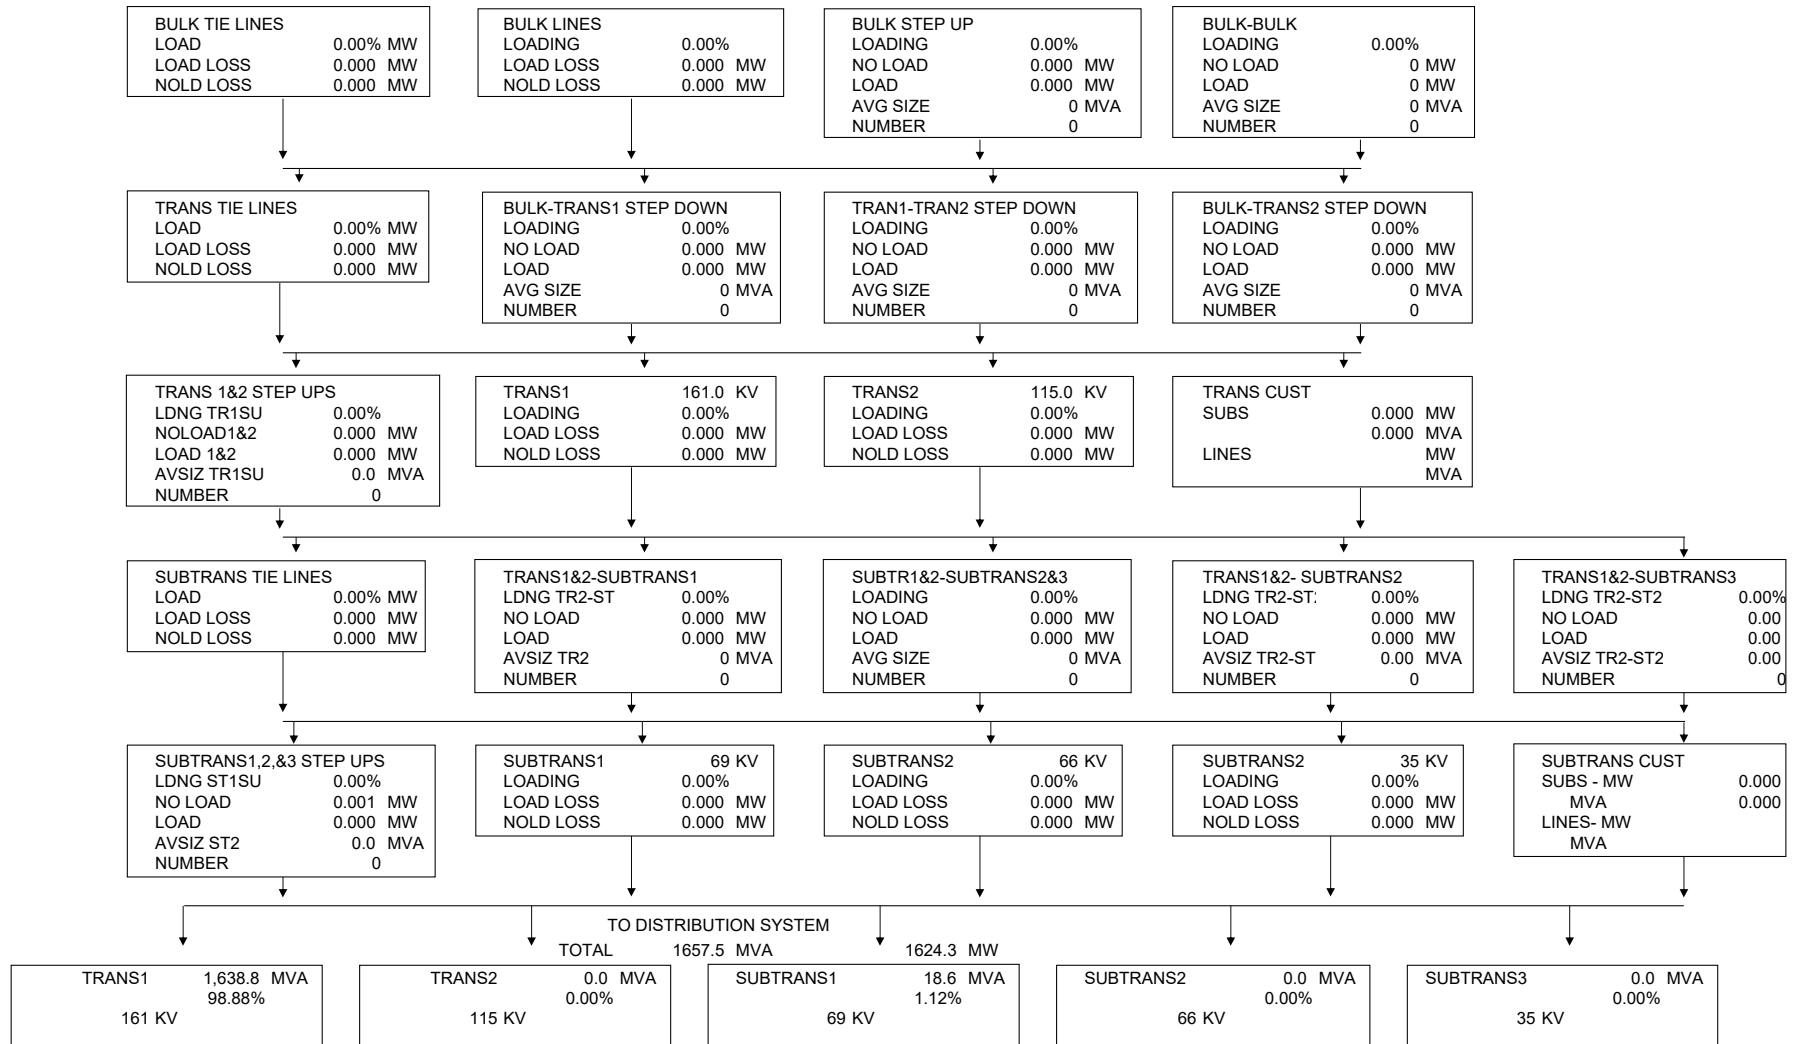 BULK TIE LINES
LOAD 0.00% MW
LOAD LOSS 0.000 MW
NOLD LOSS 0.000 MW
BULK LINES
LOADING 0.00%
LOAD LOSS 0.000 MW
NOLD LOSS 0.000 MW
BULK STEP UP
LOADING 0.00%
NO LOAD 0.000 MW
LOAD 0.000 MW
AVG SIZE 0 MVA
NUMBER 0
BULK-BULK
LOADING 0.00%
NO LOAD 0 MW
LOAD 0 MW
AVG SIZE 0 MVA
NUMBER 0
TRANS TIE LINES
LOAD 0.00% MW
LOAD LOSS 0.000 MW
NOLD LOSS 0.000 MW
BULK-TRANS1 STEP DOWN
LOADING 0.00%
NO LOAD 0.000 MW
LOAD 0.000 MW
AVG SIZE 0 MVA
NUMBER 0
TRAN1-TRAN2 STEP DOWN
LOADING 0.00%
NO LOAD 0.000 MW
LOAD 0.000 MW
AVG SIZE 0 MVA
NUMBER 0
BULK-TRANS2 STEP DOWN
LOADING 0.00%
NO LOAD 0.000 MW
LOAD 0.000 MW
AVG SIZE 0 MVA
NUMBER 0
TRANS 1&2 STEP UPS
LDNG TR1SU 0.00%
NOLOAD1&2 0.000 MW
LOAD 1&2 0.000 MW
AVSIZ TR1SU 0.0 MVA
NUMBER 0
TRANS1 161.0 KV
LOADING 0.00%
LOAD LOSS 0.000 MW
NOLD LOSS 0.000 MW
TRANS2 115.0 KV
LOADING 0.00%
LOAD LOSS 0.000 MW
NOLD LOSS 0.000 MW
TRANS CUST
SUBS 0.000 MW
0.000 MVA
LINES MW
MVA
SUBTRANS TIE LINES
LOAD 0.00% MW
LOAD LOSS 0.000 MW
NOLD LOSS 0.000 MW
TRANS1&2-SUBTRANS1
LDNG TR2-ST 0.00%
NO LOAD 0.000 MW
LOAD 0.000 MW
AVSIZ TR2 0 MVA
NUMBER 0
SUBTR1&2-SUBTRANS2&3
LOADING 0.00%
NO LOAD 0.000 MW
LOAD 0.000 MW
AVG SIZE 0 MVA
NUMBER 0
TRANS1&2- SUBTRANS2
LDNG TR2-ST 0.00%
NO LOAD 0.000 MW
LOAD 0.000 MW
AVSIZ TR2-ST 0.00 MVA
NUMBER 0
TRANS1&2-SUBTRANS3
LDNG TR2-ST2 0.00%
NO LOAD 0.00
LOAD 0.00
AVSIZ TR2-ST2 0.00
NUMBER 0
SUBTRANS1,2,&3 STEP UPS
LDNG ST1SU 0.00%
NO LOAD 0.001 MW
LOAD 0.000 MW
AVSIZ ST2 0.0 MVA
NUMBER 0
SUBTRANS1 69 KV
LOADING 0.00%
LOAD LOSS 0.000 MW
NOLD LOSS 0.000 MW
SUBTRANS2 66 KV
LOADING 0.00%
LOAD LOSS 0.000 MW
NOLD LOSS 0.000 MW
SUBTRANS2 35 KV
LOADING 0.00%
LOAD LOSS 0.000 MW
NOLD LOSS 0.000 MW
SUBTRANS CUST
SUBS - MW 0.000
MVA 0.000
LINES- MW
MVA
TO DISTRIBUTION SYSTEM
TOTAL 1657.5 MVA 1624.3 MW
TRANS1 1,638.8 MVA
98.88%
161 KV
TRANS2 0.0 MVA
0.00%
115 KV
SUBTRANS1 18.6 MVA
1.12%
69 KV
SUBTRANS2 0.0 MVA
0.00%
66 KV
SUBTRANS3 0.0 MVA
0.00%
35 KV